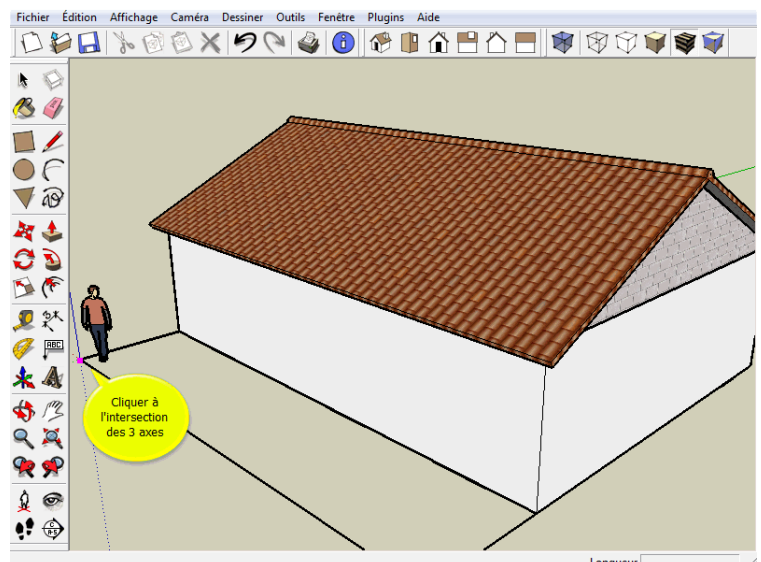 Fichier Édition Affichage Caméra Dessiner Outils Fenêtre Plugins Aide
ABC
Cliquer à
l'intersection
des 3 axes
Longueur